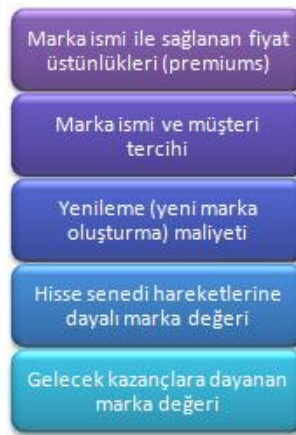 Marka ismi ile sağlanan fiyat
üstünlükleri (premiums)
Marka ismi ve müşteri
tercihi
Yenileme (yeni marka
oluşturma) maliyeti
Hisse senedi hareketlerine
dayalı marka değeri
Gelecek kazançlara dayanan
marka değeri